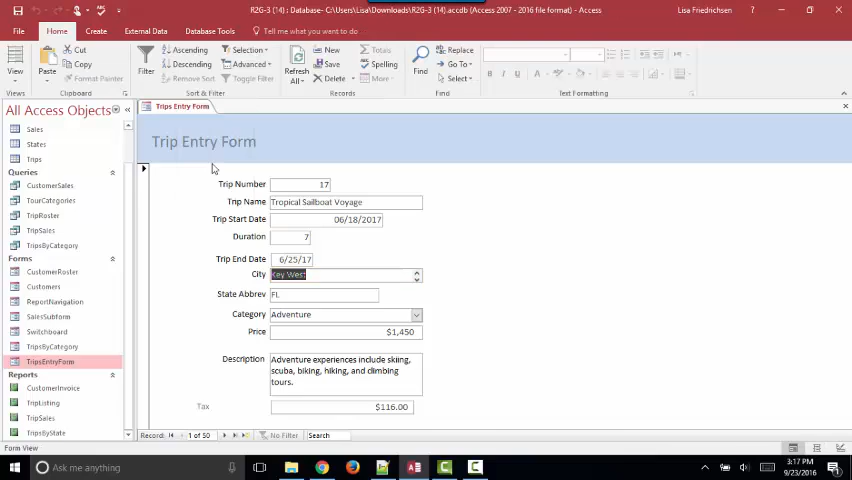 R2G-3 (14) : Database- C:\Users\Lisa\Downloads\R2G-3 (14).accdb (Access 2007 - 2016 file format) - Access
Lisa Friedrichsen
File Home Create External Data Database Tools Tell me what you want to do...
View
Views
Paste
Cut
Copy
Format Painter
Clipboard
Filter
Ascending
Descending
Remove Sort
Selection
Advanced
Toggle Filter
Sort & Filter
Refresh
All
New
Save
Delete
Totals
Spelling
More
Records
Find
Replace
Go To
Select
Find
B I U
Text Formatting
All Access Objects
Sales
States
Trips
Queries
CustomerSales
TourCategories
TripRoster
TripSales
TripsByCategory
Forms
CustomerRoster
Customers
ReportNavigation
SalesSubform
Switchboard
TripsByCategory
TripsEntryForm
Reports
CustomerInvoice
TripListing
TripSales
TripsByState
Trips Entry Form
Trip Entry Form
Trip Number 17
Trip Name Tropical Sailboat Voyage
Trip Start Date 06/18/2017
Duration 7
Trip End Date 6/25/17
City Key West
State Abbrev FL
Category Adventure
Price $1,450
Description Adventure experiences include skiing,
scuba, biking, hiking, and climbing
tours.
Tax $116.00
Record: 1 of 50 No Filter Search
Form View
Ask me anything
3:17 PM
9/23/2016